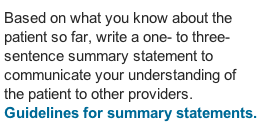 Based on what you know about the
patient so far, write a one- to three-
sentence summary statement to
communicate your understanding of
the patient to other providers.
Guidelines for summary statements.